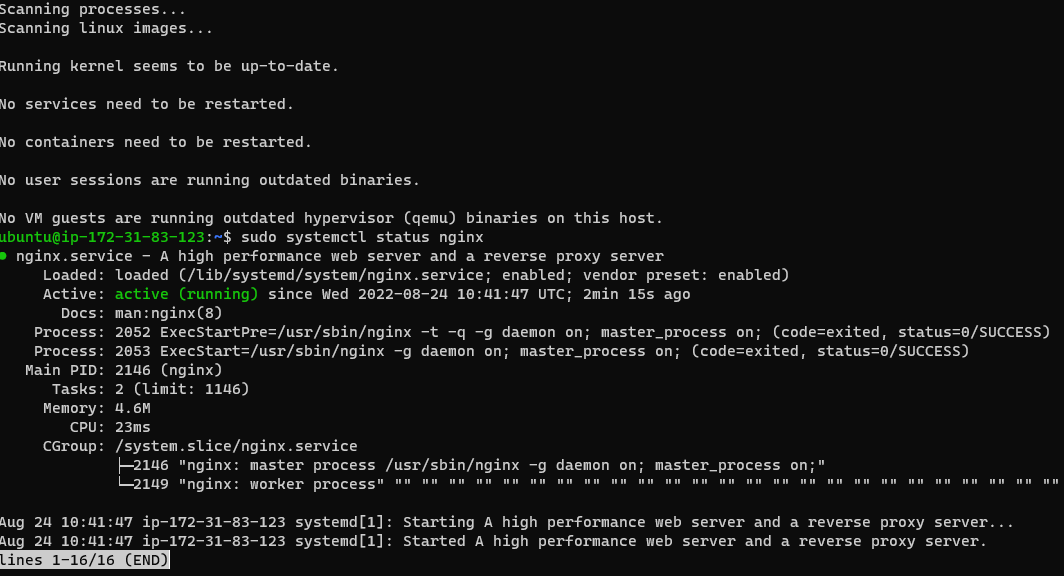 Scanning processes...
Scanning linux images...
Running kernel seems to be up-to-date.
No services need to be restarted.
No containers need to be restarted.
No user sessions are running outdated binaries.
No VM guests are running outdated hypervisor (qemu) binaries on this host.
ubuntu@ip-172-31-83-123:~$ sudo systemctl status nginx
● nginx.service - A high performance web server and a reverse proxy server
Loaded: loaded (/lib/systemd/system/nginx.service; enabled; vendor preset: enabled)
Active: active (running) since Wed 2022-08-24 10:41:47 UTC; 2min 15s ago
Docs: man:nginx(8)
Process: 2052 ExecStartPre=/usr/sbin/nginx -t -q -g daemon on; master_process on; (code=exited, status=0/SUCCESS)
Process: 2053 ExecStart=/usr/sbin/nginx -g daemon on; master_process on; (code=exited, status=0/SUCCESS)
Main PID: 2146 (nginx)
Tasks: 2 (limit: 1146)
Memory: 4.6M
CPU: 23ms
CGroup: /system.slice/nginx.service
├─2146 "nginx: master process /usr/sbin/nginx -g daemon on; master_process on;"
└─2149 "nginx: worker process" "" "" "" "" "" "" "" "" "" "" "" "" "" "" "" "" "" "" "" "" "" "" "" "" ""
Aug 24 10:41:47 ip-172-31-83-123 systemd[1]: Starting A high performance web server and a reverse proxy server...
Aug 24 10:41:47 ip-172-31-83-123 systemd[1]: Started A high performance web server and a reverse proxy server.
lines 1-16/16 (END)